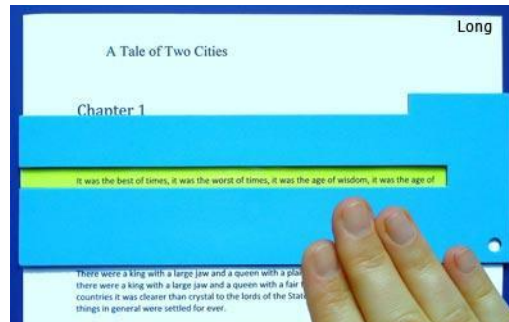 Long
A Tale of Two Cities
Chapter 1
It was the best of times, it was the worst of times, it was the age of wisdom, it was the age of
There were a king with a large jaw and a queen with a
there were a king with a large jaw and a queen with a fair
countries it was clearer than crystal to the lords of the
things in general were settled for ever.